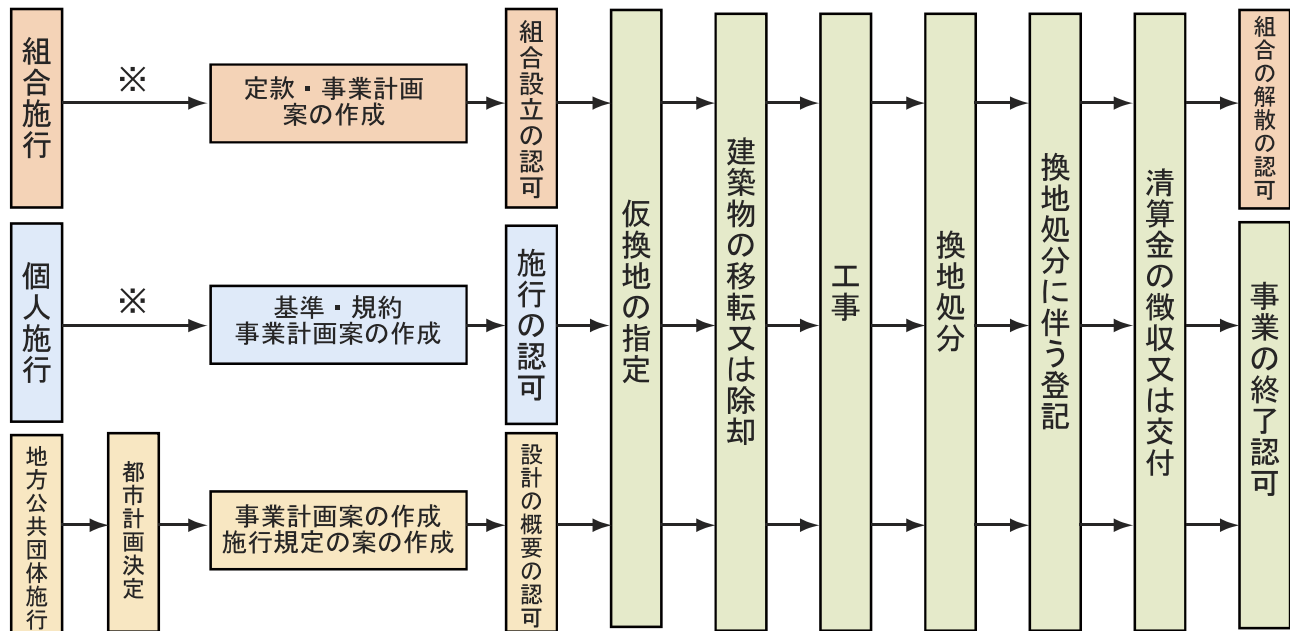 組合施行
※
定款・事業計画
案の作成
組合設立の認可
個人施行
※
基準・規約
事業計画案の作成
施行の認可
地方公共団体施行
都市計画決定
事業計画案の作成
施行規定の案の作成
設計の概要の認可
仮換地の指定
建築物の移転又は除却
工事
換地処分
換地処分に伴う登記
清算金の徴収又は交付
組合の解散の認可
事業の終了認可